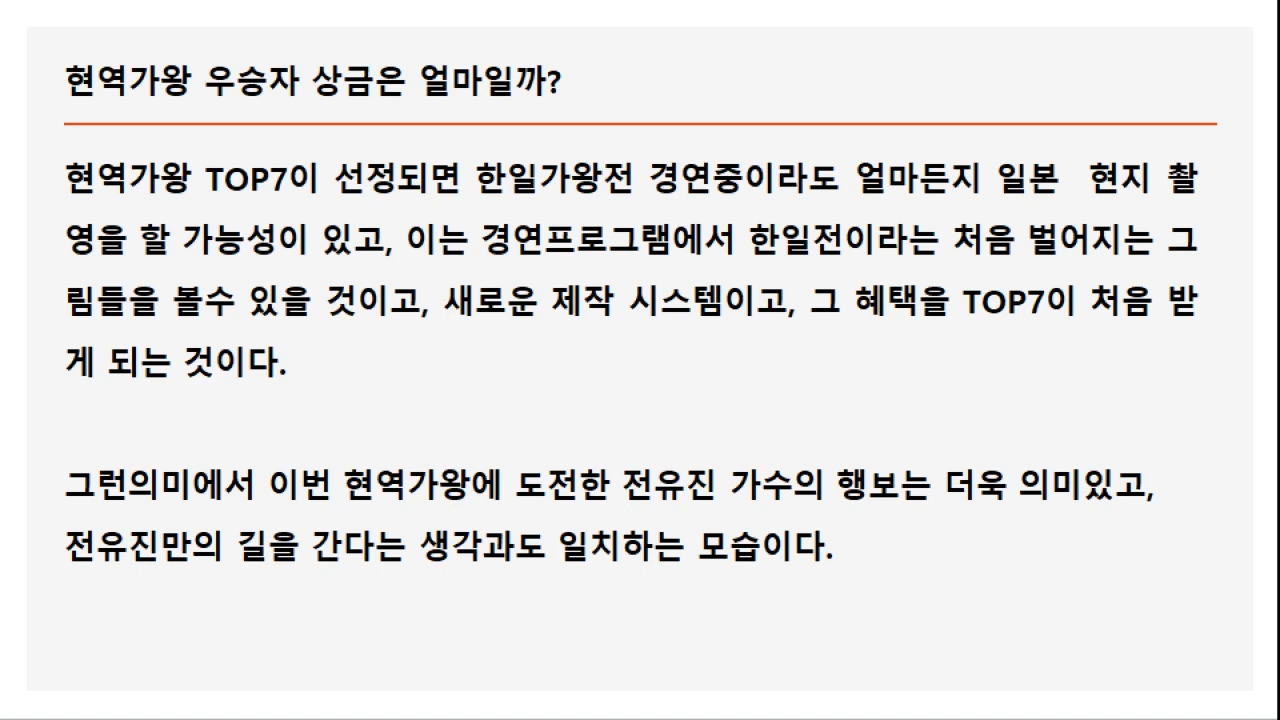 현역가왕 우승자 상금은 얼마일까?
현역가왕 TOP7이 선정되면 한일가왕전 경연중이라도 얼마든지 일본 현지 촬
영을 할 가능성이 있고, 이는 경연프로그램에서 한일전이라는 처음 벌어지는 그
림들을 볼수 있을 것이고, 새로운 제작 시스템이고, 그 혜택을 TOP7이 처음 받
게 되는 것이다.
그런의미에서 이번 현역가왕에 도전한 전유진 가수의 행보는 더욱 의미있고,
전유진만의 길을 간다는 생각과도 일치하는 모습이다.